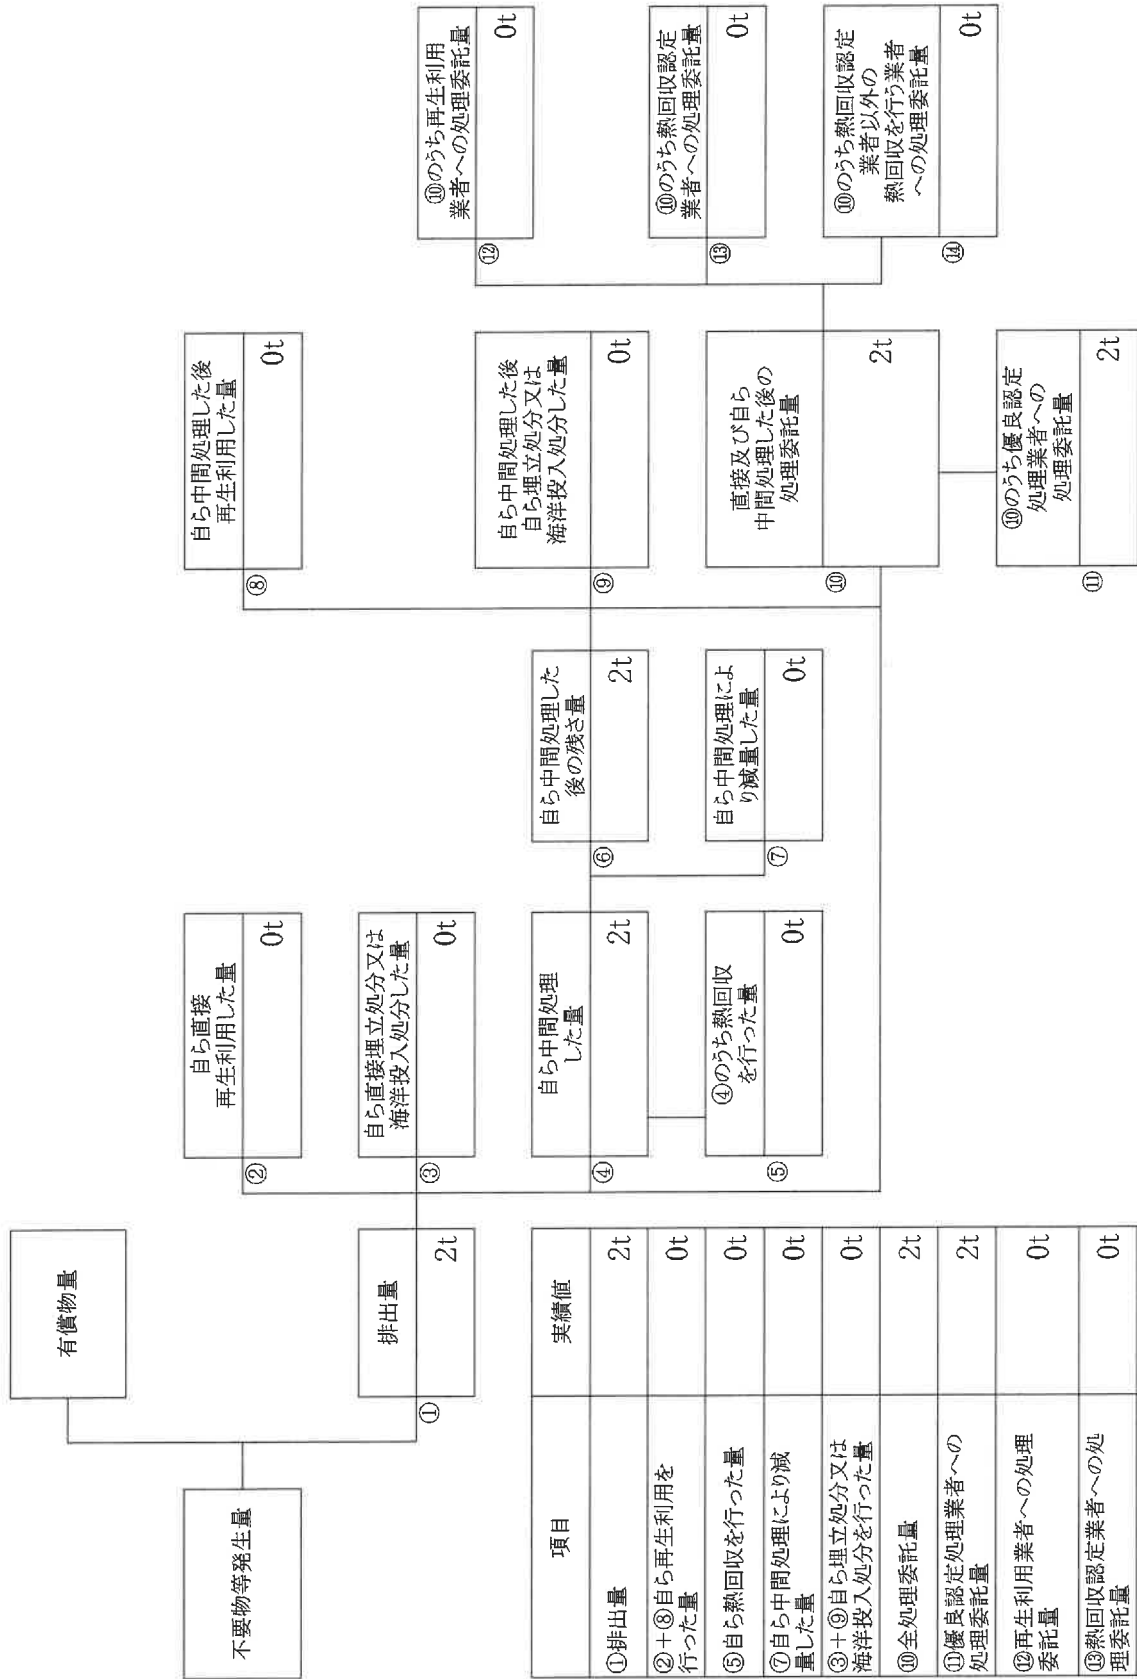 不要物等発生量
有償物量
①
排出量
2t
②
自ら直接
再生利用した量
0t
③
自ら直接埋立処分又は
海洋投入処分した量
0t
④
自ら中間処理
した量
2t
⑤
④のうち熱回収
を行った量
0t
⑥
自ら中間処理した
後の残さ量
2t
⑦
自ら中間処理によ
り減量した量
0t
⑧
自ら中間処理した後
再生利用した量
0t
⑨
自ら中間処理した後
自ら埋立処分又は
海洋投入処分した量
0t
⑩
直接及び自ら
中間処理した後の
処理委託量
2t
⑪
⑩のうち優良認定
処理業者への
処理委託量
2t
⑫
⑩のうち再生利用
業者への処理委託量
0t
⑬
⑩のうち熱回収認定
業者への処理委託量
0t
⑭
⑩のうち熱回収認定
業者以外の
熱回収を行う業者
への処理委託量
0t
項目 実績値
①排出量 2t
②+⑧自ら再生利用を
行った量 0t
⑤自ら熱回収を行った量 0t
⑦自ら中間処理により減
量した量 0t
③+⑨自ら埋立処分又は
海洋投入処分を行った量 0t
⑩全処理委託量 2t
⑪優良認定処理業者への
処理委託量 2t
⑫再生利用業者への処理
委託量 0t
⑬熱回収認定業者への処
理委託量 0t